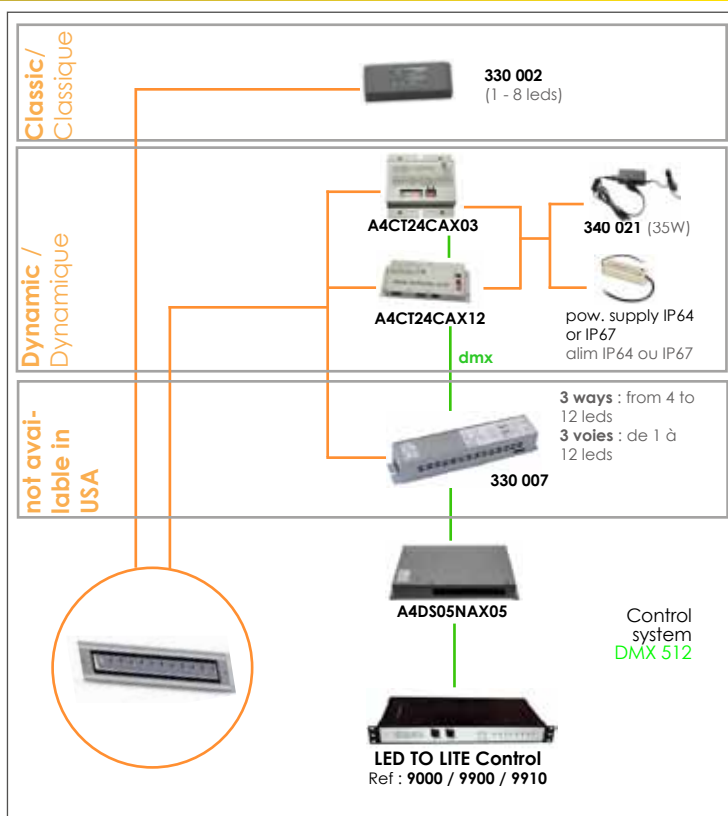 Classic/
Classique
330 002
(1 - 8 leds)
Dynamic /
Dynamique
A4CT24CAX03
340 021 (35W)
A4CT24CAX12
pow. supply IP64
or IP67
alim IP64 ou IP67
dmx
not avai-
lable in
USA
3 ways : from 4 to
12 leds
3 voies : de 1 à
12 leds
330 007
A4DS05NAX05
Control
system
DMX 512
LED TO LITE Control
Ref : 9000 / 9900 / 9910